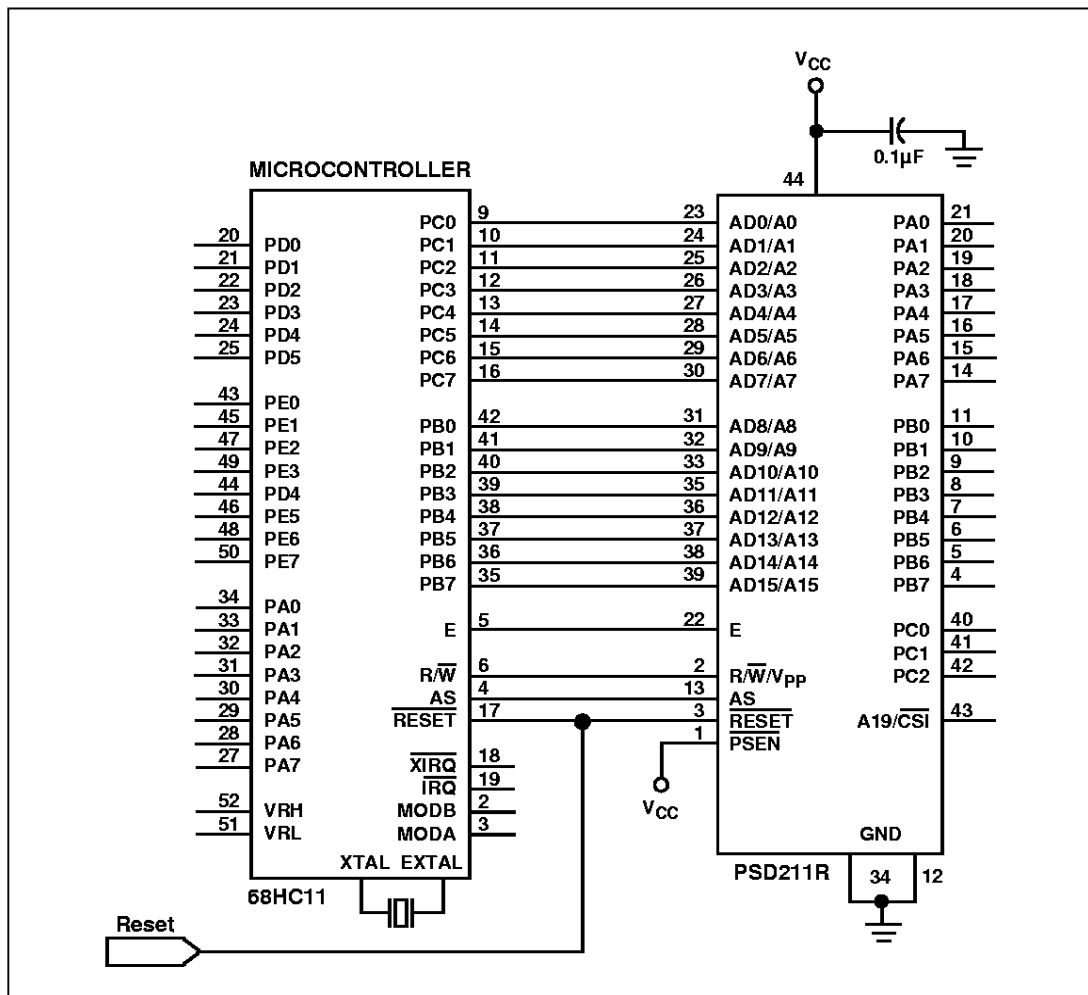 VCC
0.1µF
44
MICROCONTROLLER
20 PD0
21 PD1
22 PD2
23 PD3
24 PD4
25 PD5
43 PE0
45 PE1
47 PE2
49 PE3
44 PD4
46 PE5
48 PE6
50 PE7
34 PA0
33 PA1
32 PA2
31 PA3
30 PA4
29 PA5
28 PA6
27 PA7
52 VRH
51 VRL
PC0 9
PC1 10
PC2 11
PC3 12
PC4 13
PC5 14
PC6 15
PC7 16
PB0 42
PB1 41
PB2 40
PB3 39
PB4 38
PB5 37
PB6 36
PB7 35
E 5
R/W̅ 6
AS 4
R̅E̅S̅E̅T̅ 17
X̅I̅R̅Q̅ 18
I̅R̅Q̅ 19
MODB 2
MODA 3
XTAL EXTAL
68HC11
Reset
23 AD0/A0
24 AD1/A1
25 AD2/A2
26 AD3/A3
27 AD4/A4
28 AD5/A5
29 AD6/A6
30 AD7/A7
31 AD8/A8
32 AD9/A9
33 AD10/A10
35 AD11/A11
36 AD12/A12
37 AD13/A13
38 AD14/A14
39 AD15/A15
22 E
2 R/W̅/VPP
13 AS
3 R̅E̅S̅E̅T̅
1 P̅S̅E̅N̅
VCC
PA0 21
PA1 20
PA2 19
PA3 18
PA4 17
PA5 16
PA6 15
PA7 14
PB0 11
PB1 10
PB2 9
PB3 8
PB4 7
PB5 6
PB6 5
PB7 4
PC0 40
PC1 41
PC2 42
A19/C̅S̅I̅ 43
GND
PSD211R
34 12